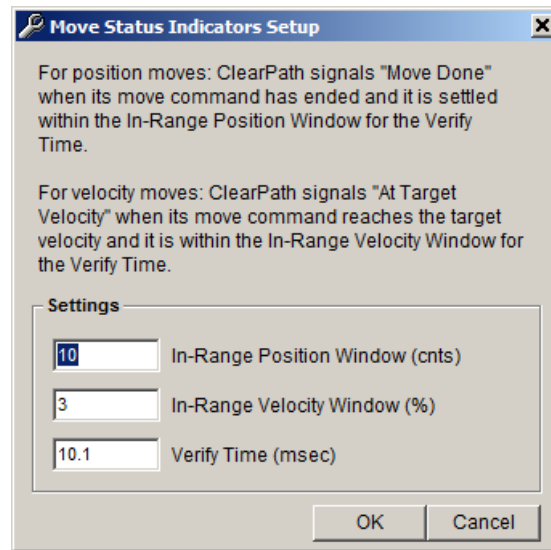 Move Status Indicators Setup
For position moves: ClearPath signals "Move Done"
when its move command has ended and it is settled
within the In-Range Position Window for the Verify
Time.
For velocity moves: ClearPath signals "At Target
Velocity" when its move command reaches the target
velocity and it is within the In-Range Velocity Window for
the Verify Time.
Settings
10 In-Range Position Window (cnts)
3 In-Range Velocity Window (%)
10.1 Verify Time (msec)
OK Cancel